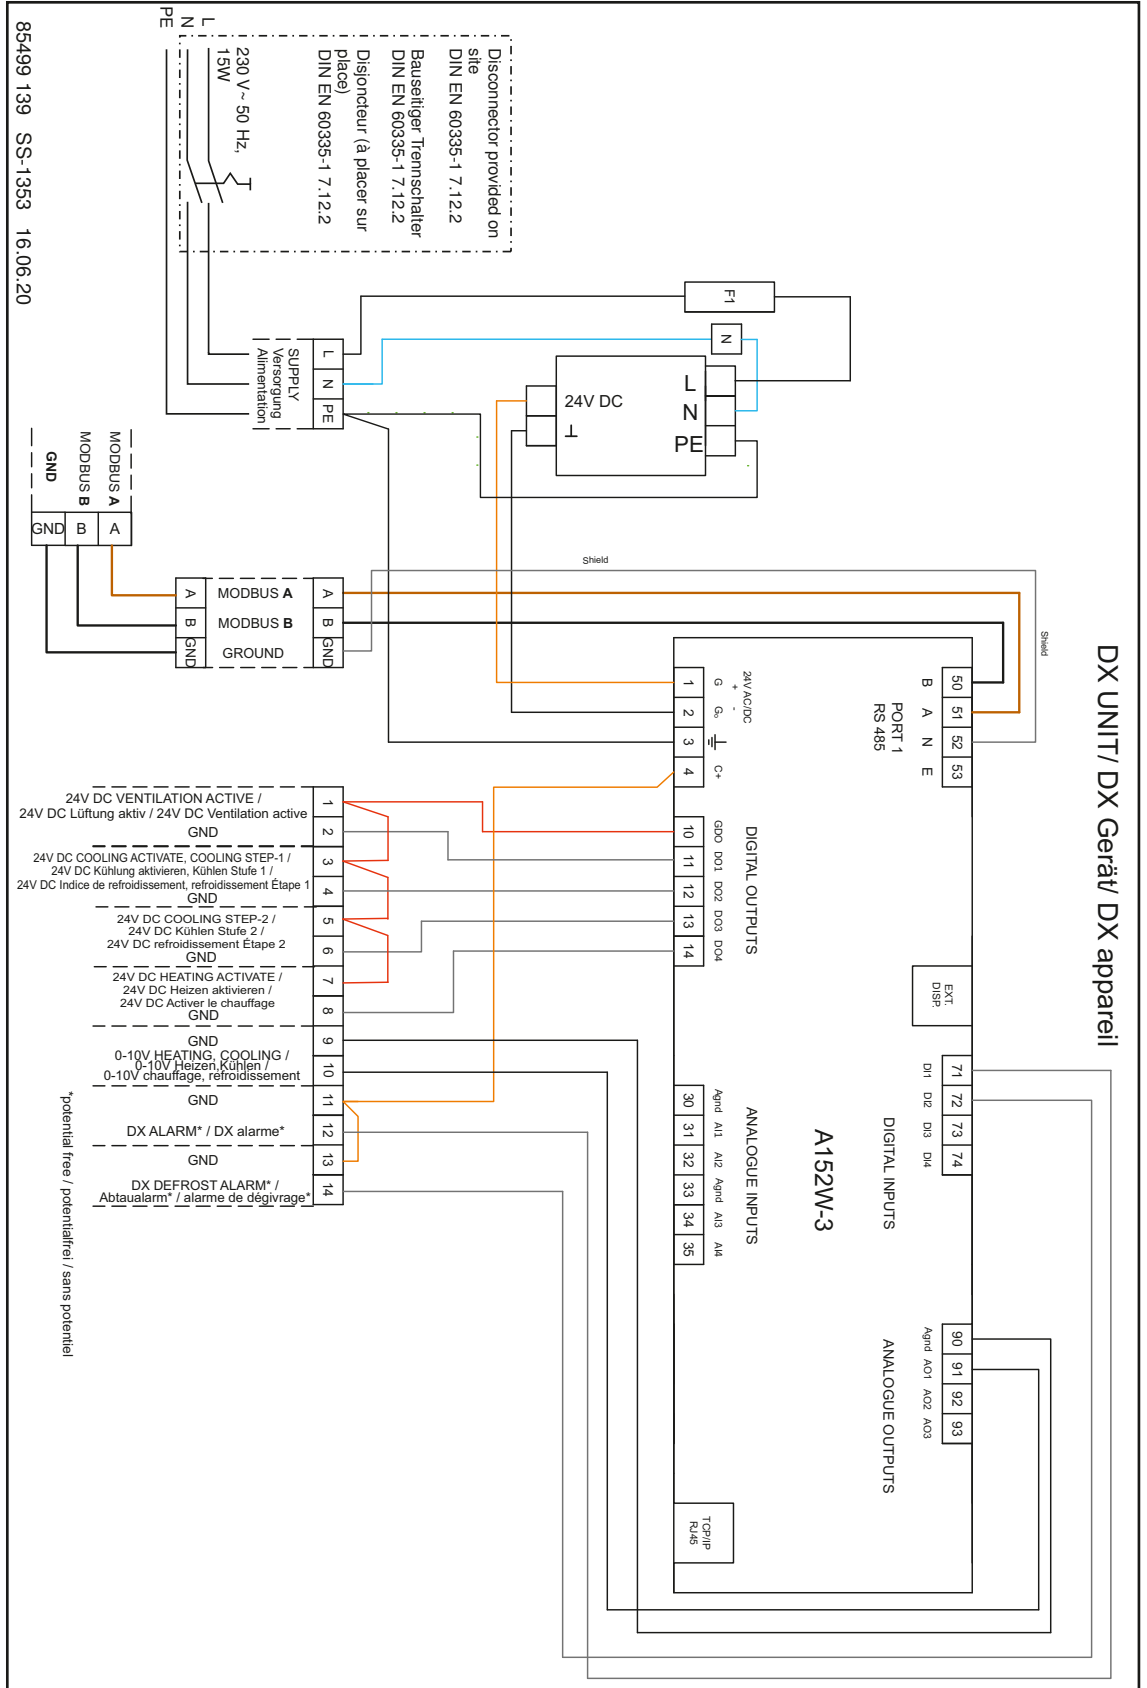 DX UNIT/ DX Gerät/ DX appareil
L
N
PE
230 V~ 50 Hz,
15W
Disconnector provided on
site
DIN EN 60335-1 7.12.2
Bauseitiger Trennschalter
DIN EN 60335-1 7.12.2
Disjoncteur (à placer sur
place)
DIN EN 60335-1 7.12.2
85499 139 SS-1353 16.06.20
F1
N
L
N
PE
24V DC
⊥
SUPPLY
Versorgung
Alimentation
L
N
PE
MODBUS A
MODBUS B
GND
GND
B
A
A
MODBUS A
A
B
MODBUS B
B
GND
GROUND
GND
Shield
Shield
50
51
52
53
B
A
N
E
PORT 1
RS 485
24V AC/DC
+
-
1
2
3
4
G
G₀
C+
10
11
12
13
14
GDO
DO1
DO2
DO3
DO4
DIGITAL OUTPUTS
EXT.
DISP.
71
72
73
74
DI1
DI2
DI3
DI4
DIGITAL INPUTS
A152W-3
30
31
32
33
34
35
Agnd
AI1
AI2
Agnd
AI3
AI4
ANALOGUE INPUTS
90
91
92
93
Agnd
AO1
AO2
AO3
ANALOGUE OUTPUTS
TCP/IP
RJ45
24V DC VENTILATION ACTIVE /
24V DC Lüftung aktiv / 24V DC Ventilation active
1
GND
2
24V DC COOLING ACTIVATE, COOLING STEP-1 /
24V DC Kühlung aktivieren, Kühlen Stufe 1 /
24V DC Indice de refroidissement, refroidissement Étape 1
3
GND
4
24V DC COOLING STEP-2 /
24V DC Kühlen Stufe 2 /
24V DC refroidissement Étape 2
5
GND
6
24V DC HEATING ACTIVATE /
24V DC Heizen aktivieren /
24V DC Activer le chauffage
7
GND
8
GND
9
0-10V HEATING, COOLING /
0-10V Heizen,Kühlen /
0-10V chauffage, refroidissement
10
GND
11
DX ALARM* / DX alarme*
12
GND
13
DX DEFROST ALARM* /
Abtaualarm* / alarme de dégivrage*
14
*potential free / potentialfrei / sans potentiel